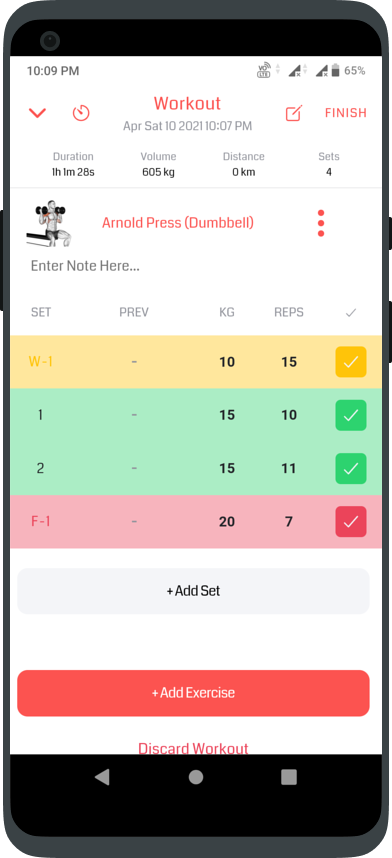 10:09 PM VO LTE 65%
Workout
Apr Sat 10 2021 10:07 PM
FINISH
Duration Volume Distance Sets
1h 1m 28s 605 kg 0 km 4
Arnold Press (Dumbbell)
Enter Note Here...
SET PREV KG REPS
W-1 - 10 15
1 - 15 10
2 - 15 11
F-1 - 20 7
+Add Set
+Add Exercise
Discard Workout